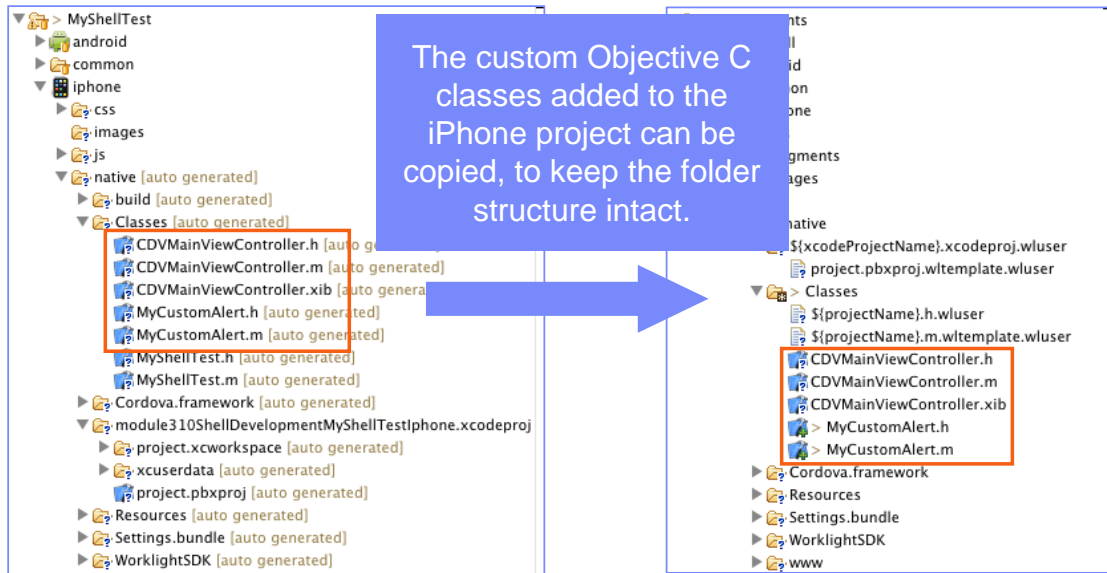 > MyShellTest
android
common
iphone
css
images
js
native [auto generated]
build [auto generated]
Classes [auto generated]
CDVMainViewController.h [auto g
CDVMainViewController.m [auto generated]
CDVMainViewController.xib [auto genera
MyCustomAlert.h [auto generated]
MyCustomAlert.m [auto generated]
MyShellTest.h [auto generated]
MyShellTest.m [auto generated]
Cordova.framework [auto generated]
module310ShellDevelopmentMyShellTestIphone.xcodeproj
project.xcworkspace [auto generated]
xcuserdata [auto generated]
project.pbxproj [auto generated]
Resources [auto generated]
Settings.bundle [auto generated]
WorklightSDK [auto generated]
The custom Objective C
classes added to the
iPhone project can be
copied, to keep the folder
structure intact.
nts
ll
id
on
one
gments
ages
native
${xcodeProjectName}.xcodeproj.wluser
project.pbxproj.wltemplate.wluser
> Classes
${projectName}.h.wluser
${projectName}.m.wltemplate.wluser
CDVMainViewController.h
CDVMainViewController.m
CDVMainViewController.xib
> MyCustomAlert.h
> MyCustomAlert.m
Cordova.framework
Resources
Settings.bundle
WorklightSDK
www